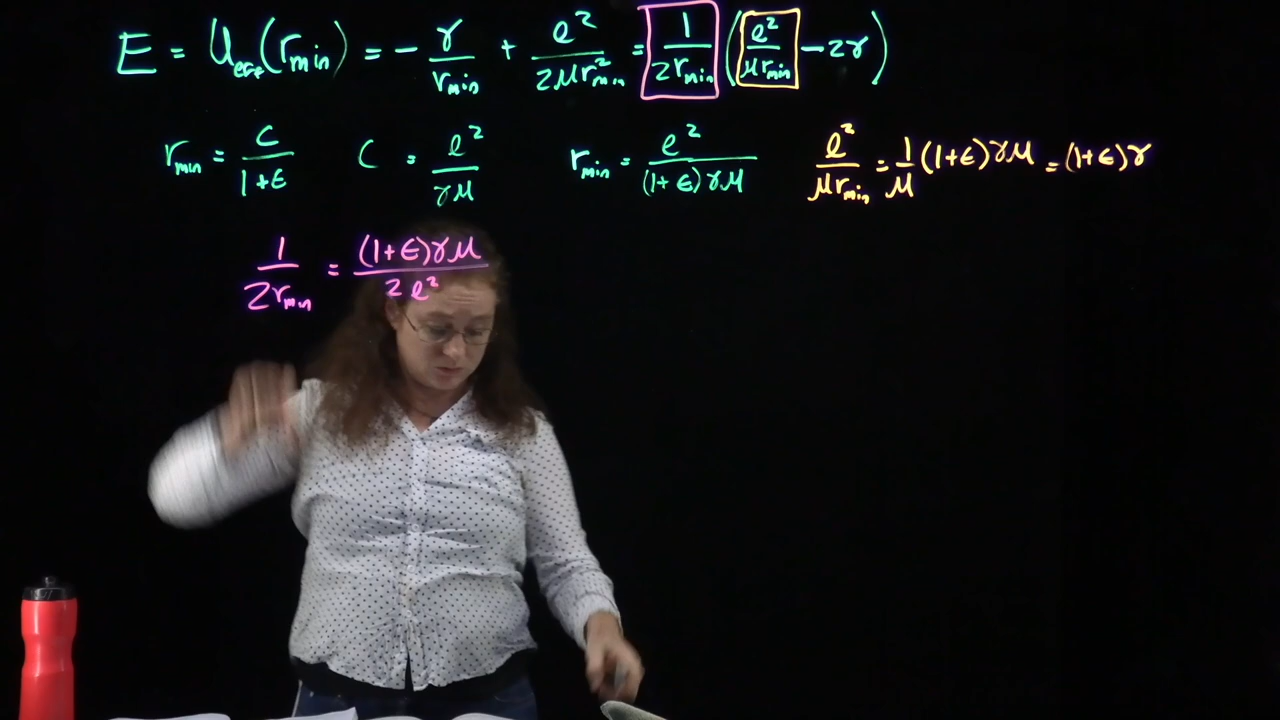 E = U_eff(r_min) = - γ/r_min + ℓ²/2μr²_min = 1/2r_min (ℓ²/μr_min - 2γ)
r_min = c/1+ϵ    c = ℓ²/γμ    r_min = ℓ²/(1+ϵ)γμ    ℓ²/μr_min = 1/μ (1+ϵ)γμ = (1+ϵ)γ
1/2r_min = (1+ϵ)γμ/2ℓ²